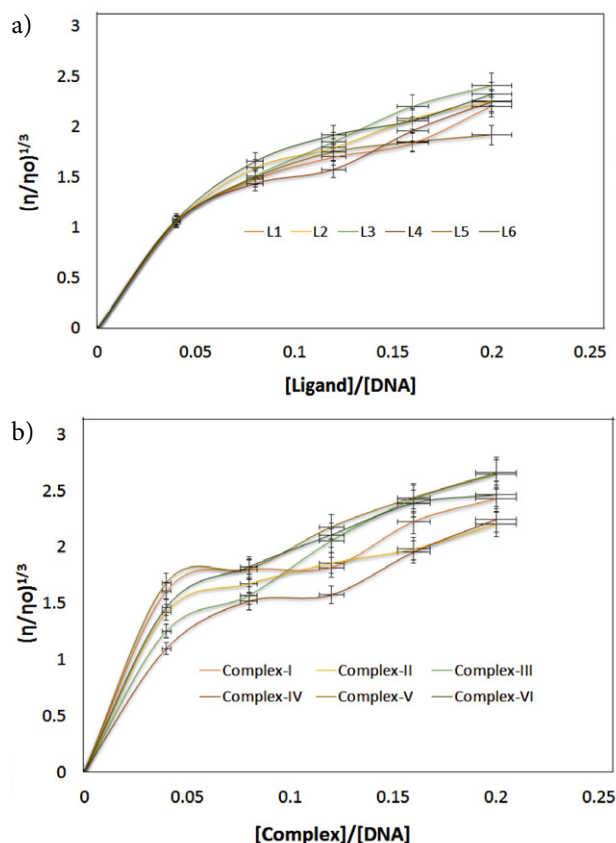 a)
3
2.5
2
1.5
1
0.5
0
(η/ηo)1/3
L1 L2 L3 L4 L5 L6
0 0.05 0.1 0.15 0.2 0.25
[Ligand]/[DNA]
b)
3
2.5
2
1.5
1
0.5
0
(η/ηo)1/3
Complex-I Complex-II Complex-III
Complex-IV Complex-V Complex-VI
0 0.05 0.1 0.15 0.2 0.25
[Complex]/[DNA]